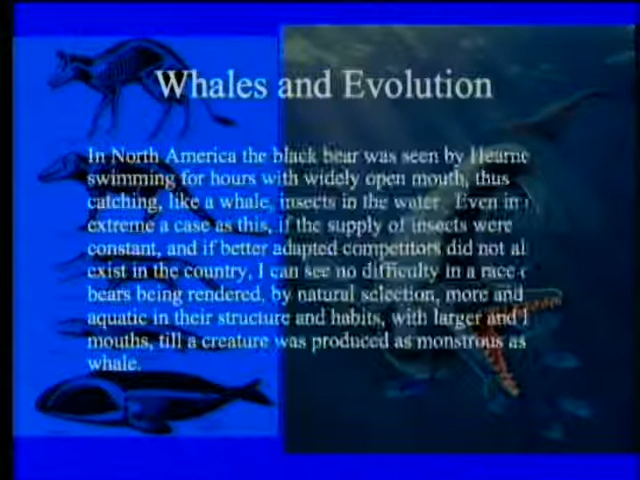 Whales and Evolution
In North America the black bear was seen by Hearne
swimming for hours with widely open mouth, thus
catching, like a whale, insects in the water. Even in
extreme a case as this, if the supply of insects were
constant, and if better adapted competitors did not al
exist in the country, I can see no difficulty in a race
bears being rendered, by natural selection, more and
aquatic in their structure and habits, with larger and
mouths, till a creature was produced as monstrous as
whale.